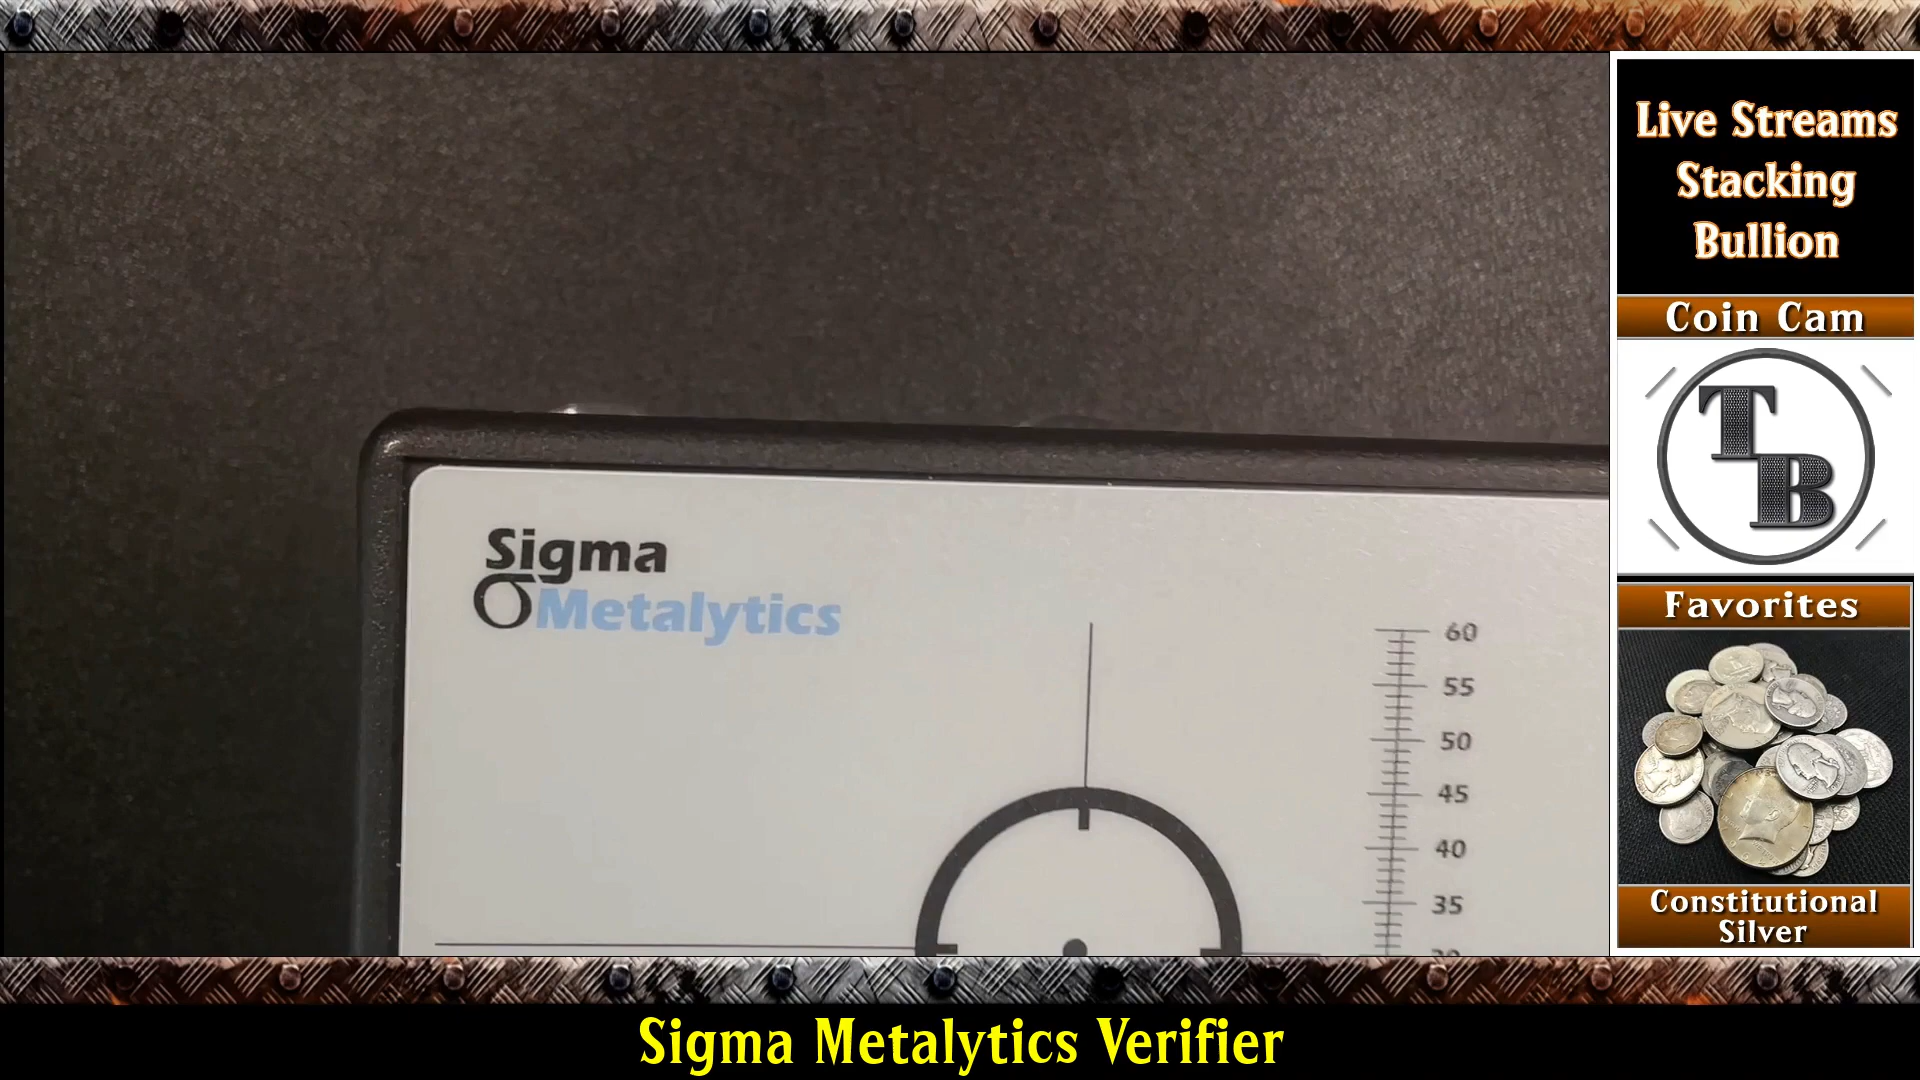 Live Streams
Stacking
Bullion
Coin Cam
TB
Favorites
Constitutional
Silver
Sigma
σMetalytics
60
55
50
45
40
35
Sigma Metalytics Verifier